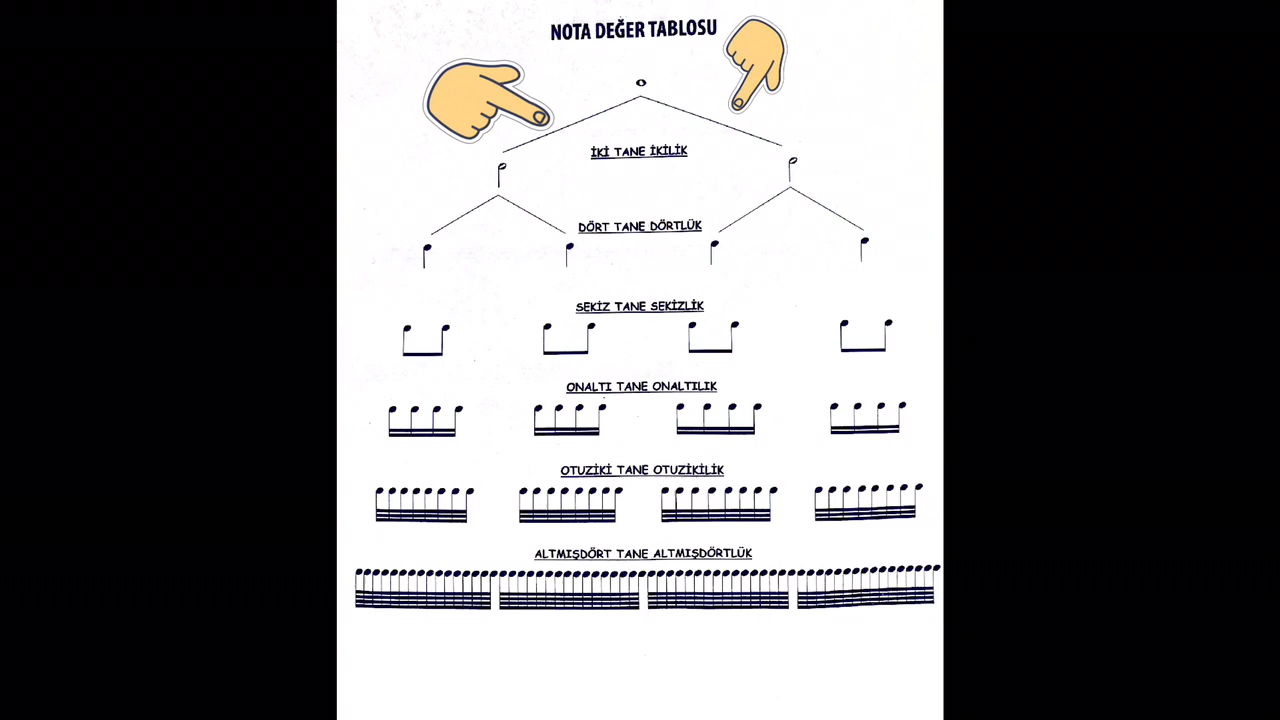 NOTA DEĞER TABLOSU
İKİ TANE İKİLİK
DÖRT TANE DÖRTLÜK
SEKİZ TANE SEKİZLİK
ONALTI TANE ONALTILIK
OTUZİKİ TANE OTUZİKİLİK
ALTMIŞDÖRT TANE ALTMIŞDÖRTLÜK